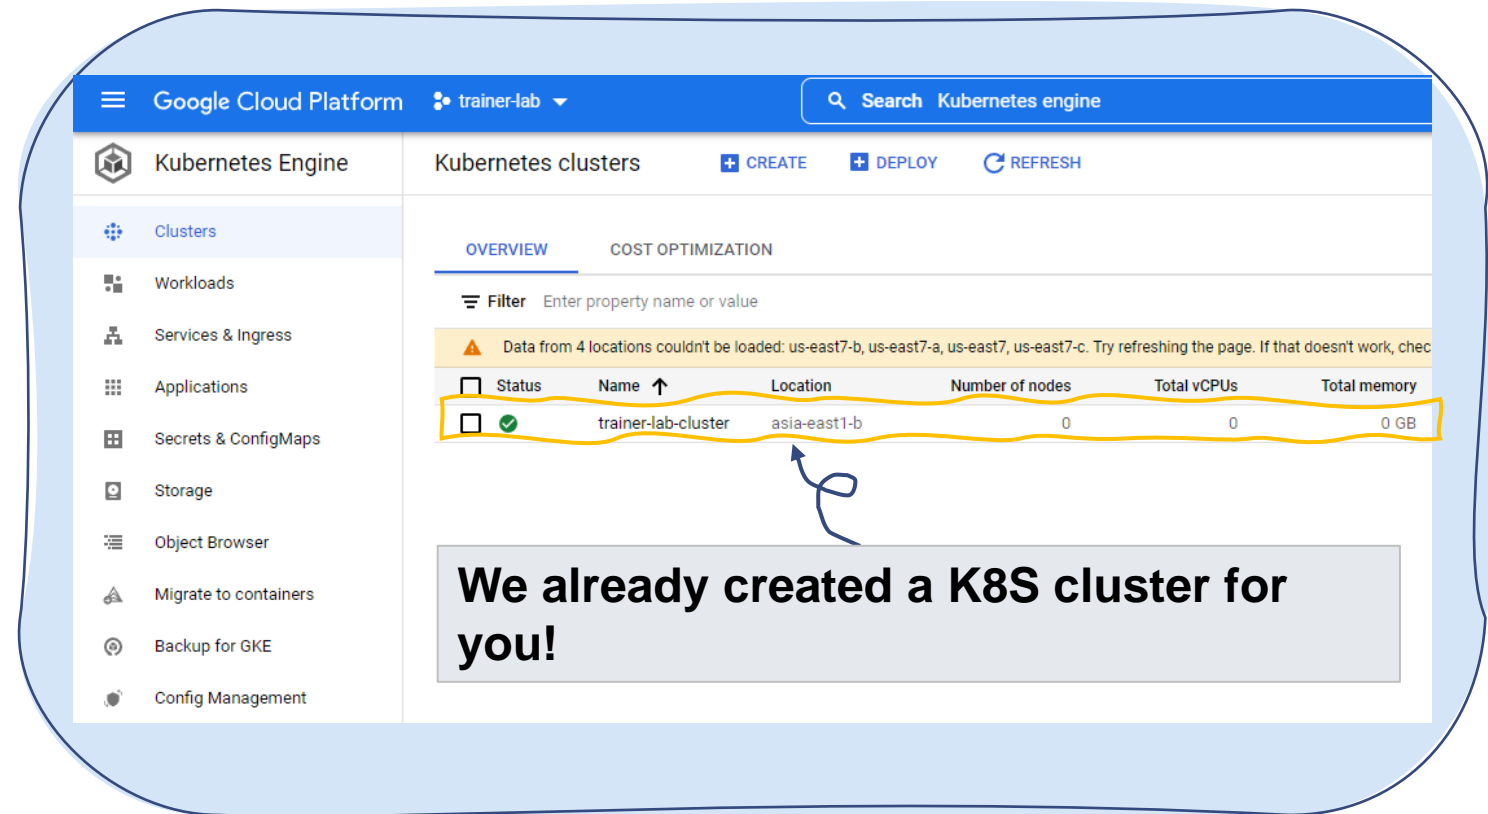 Google Cloud Platform
trainer-lab
Search Kubernetes engine
Kubernetes Engine
Kubernetes clusters
CREATE
DEPLOY
REFRESH
Clusters
Workloads
Services & Ingress
Applications
Secrets & ConfigMaps
Storage
Object Browser
Migrate to containers
Backup for GKE
Config Management
OVERVIEW
COST OPTIMIZATION
Filter Enter property name or value
Data from 4 locations couldn't be loaded: us-east7-b, us-east7-a, us-east7, us-east7-c. Try refreshing the page. If that doesn't work, chec
Status Name Location Number of nodes Total vCPUs Total memory
trainer-lab-cluster asia-east1-b 0 0 0 GB
We already created a K8S cluster for
you!